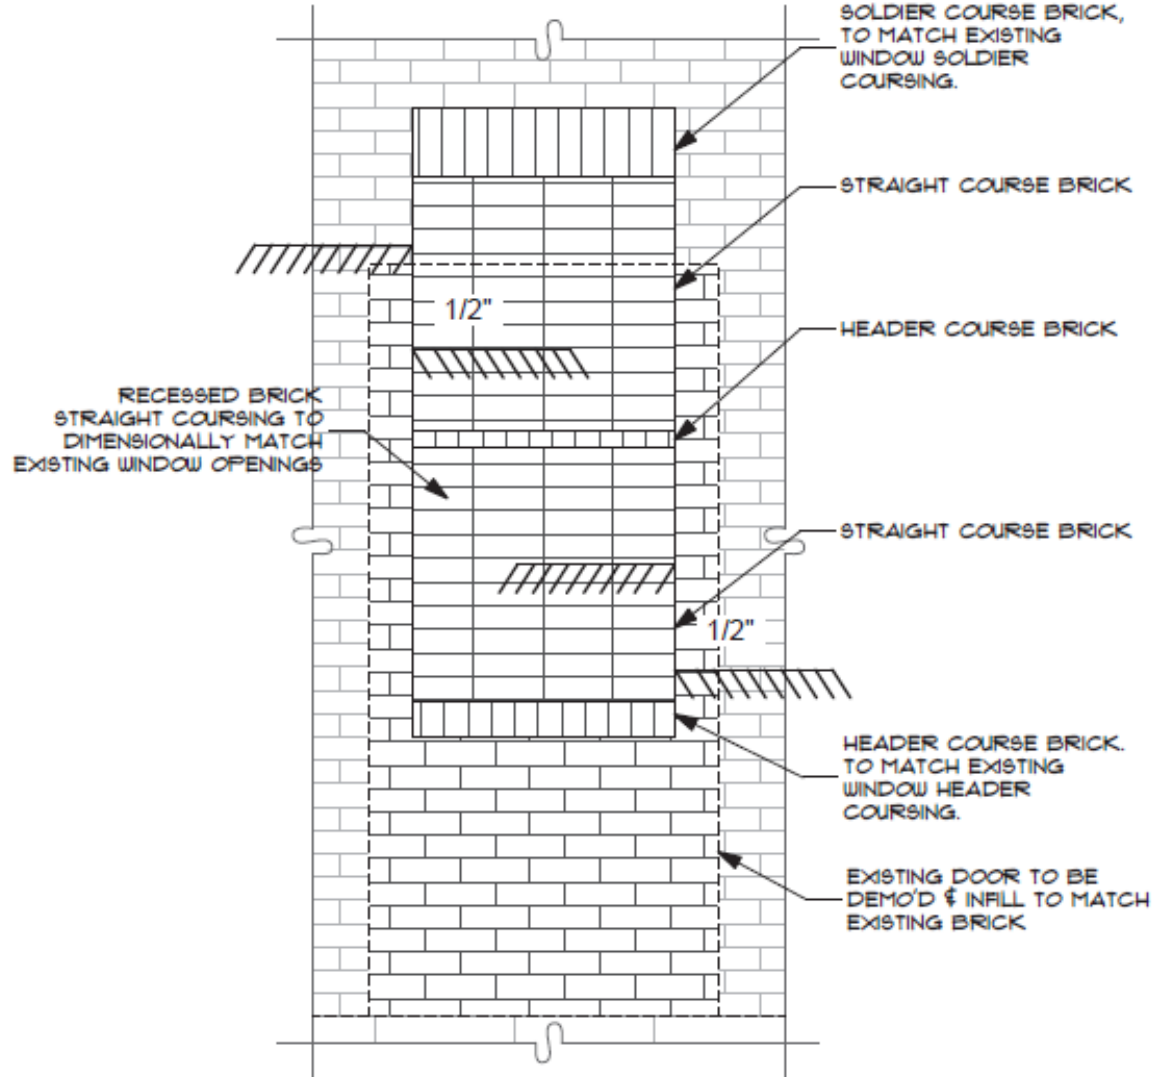 SOLDIER COURSE BRICK,
TO MATCH EXISTING
WINDOW SOLDIER
COURSING.
STRAIGHT COURSE BRICK
1/2"
HEADER COURSE BRICK
RECESSED BRICK
STRAIGHT COURSING TO
DIMENSIONALLY MATCH
EXISTING WINDOW OPENINGS
STRAIGHT COURSE BRICK
1/2"
HEADER COURSE BRICK.
TO MATCH EXISTING
WINDOW HEADER
COURSING.
EXISTING DOOR TO BE
DEMO'D & INFILL TO MATCH
EXISTING BRICK